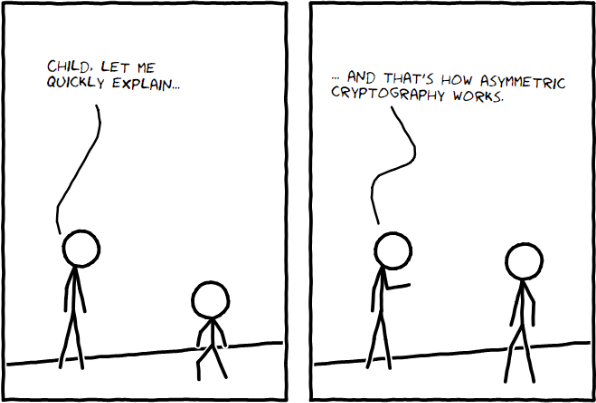 CHILD, LET ME
QUICKLY EXPLAIN...
... AND THAT'S HOW ASYMMETRIC
CRYPTOGRAPHY WORKS.